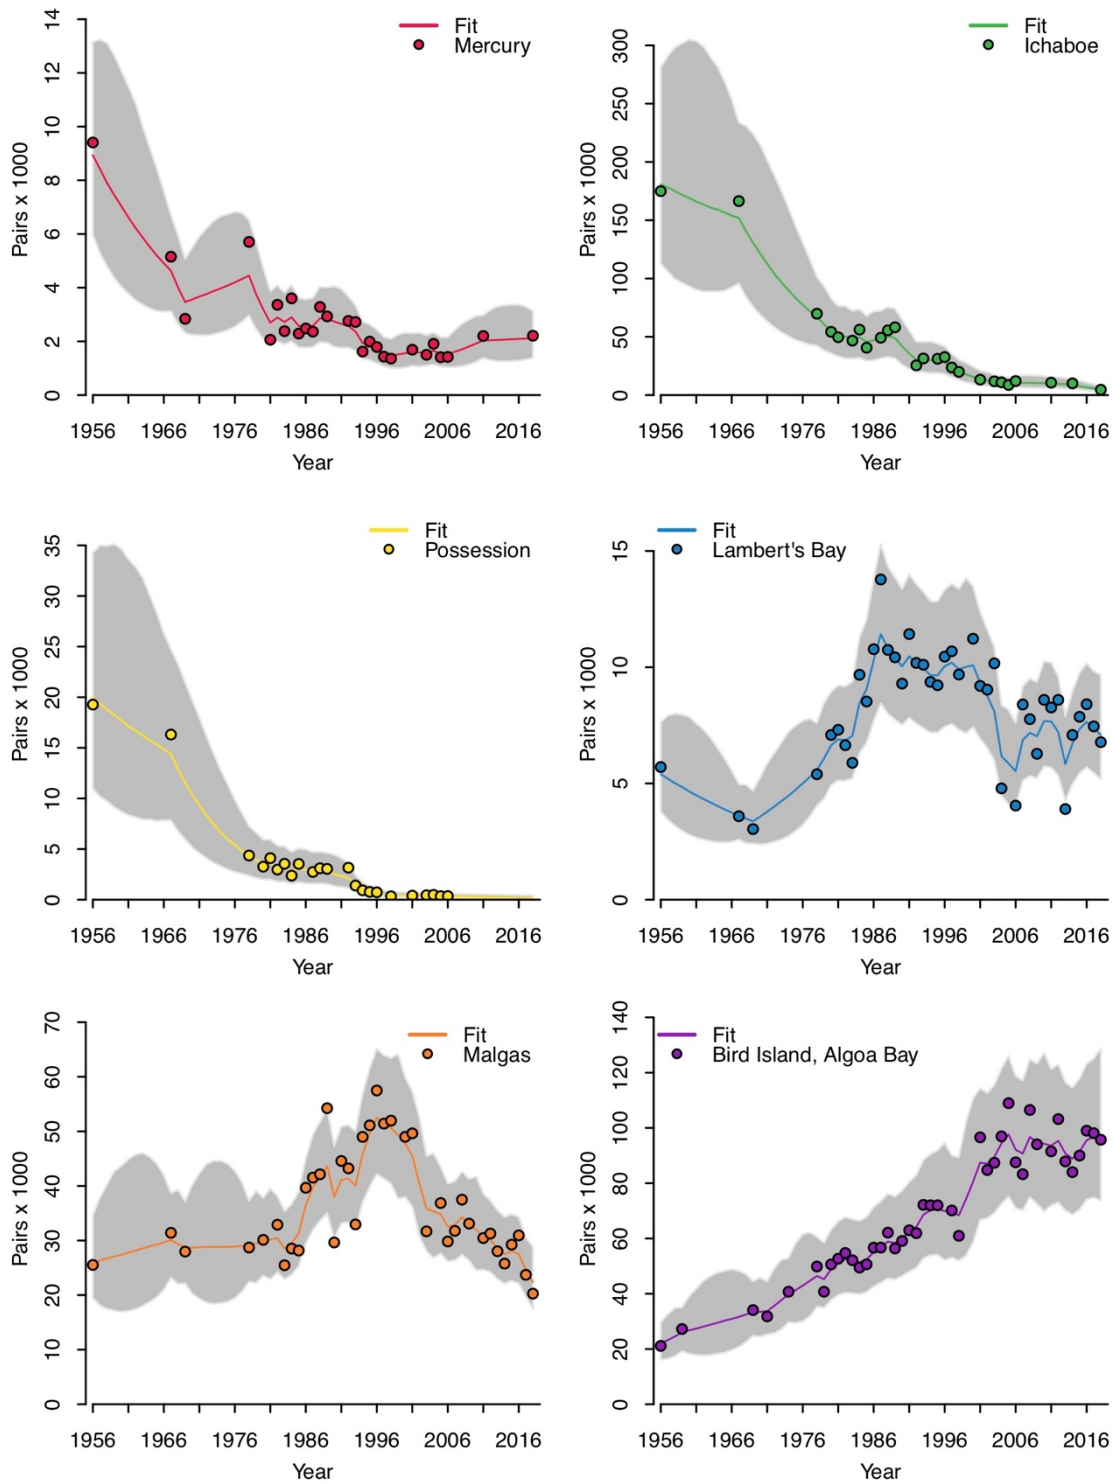 Fit
Mercury
14
12
10
8
6
4
2
0
Pairs x 1000
1956 1966 1976 1986 1996 2006 2016
Year
Fit
Ichaboe
300
250
200
150
100
50
0
Pairs x 1000
1956 1966 1976 1986 1996 2006 2016
Year
Fit
Possession
35
30
25
20
15
10
5
0
Pairs x 1000
1956 1966 1976 1986 1996 2006 2016
Year
Fit
Lambert's Bay
15
10
5
0
Pairs x 1000
1956 1966 1976 1986 1996 2006 2016
Year
Fit
Malgas
70
60
50
40
30
20
10
0
Pairs x 1000
1956 1966 1976 1986 1996 2006 2016
Year
Fit
Bird Island, Algoa Bay
140
120
100
80
60
40
20
0
Pairs x 1000
1956 1966 1976 1986 1996 2006 2016
Year